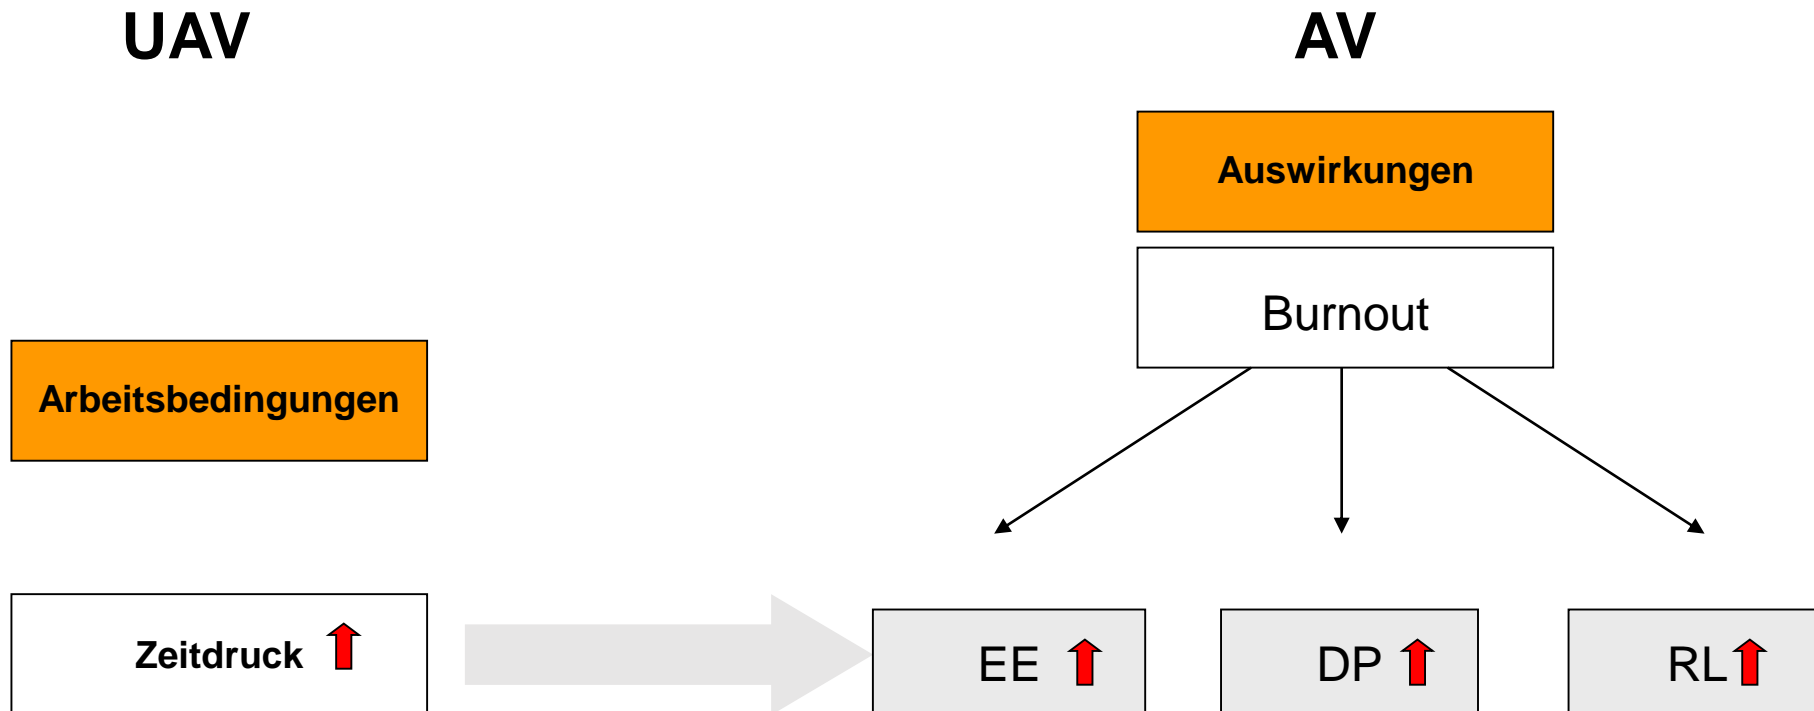 UAV
AV
Auswirkungen
Burnout
Arbeitsbedingungen
Zeitdruck
EE
DP
RL